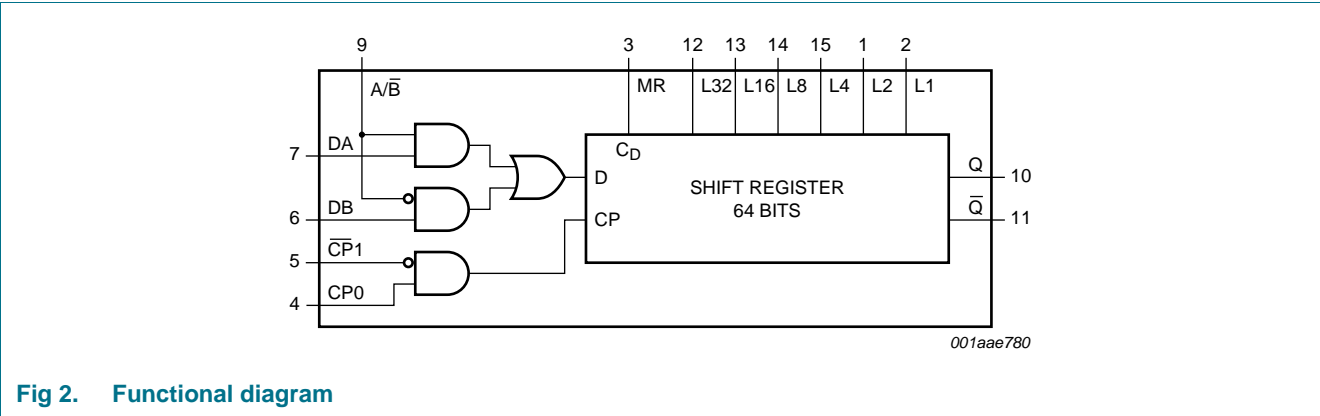 9 3 12 13 14 15 1 2
A/B̅ MR L32 L16 L8 L4 L2 L1
7 DA
C_D
D
SHIFT REGISTER
64 BITS
Q 10
6 DB
CP
Q̅ 11
5 C̅P̅1
4 CP0
001aae780
Fig 2. Functional diagram